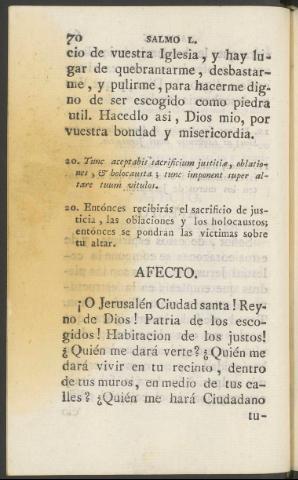 70 SALMO L.
cio de vuestra Iglesia, y hay lu-
gar de quebrantarme, desbastar-
me, y pulirme, para hacerme dig-
no de ser escogido como piedra
util. Hacedlo asi, Dios mio, por
vuestra bondad y misericordia.
20. Tunc aceptabis sacrificium justitiæ, oblatio-
nes, & holocausta; tunc imponent super al-
tare tuum vitulos.
20. Entónces recibirás el sacrificio de jus-
ticia, las oblaciones y los holocaustos;
entónces se pondran las victimas sobre
tu altar.
AFECTO.
¡O Jerusalén Ciudad santa! Rey-
no de Dios! Patria de los esco-
gidos! Habitacion de los justos!
¿Quién me dará verte? ¿Quién me
dará vivir en tu recinto, dentro
de tus muros, en medio de tus ca-
lles? ¿Quién me hará Ciudadano
tu-